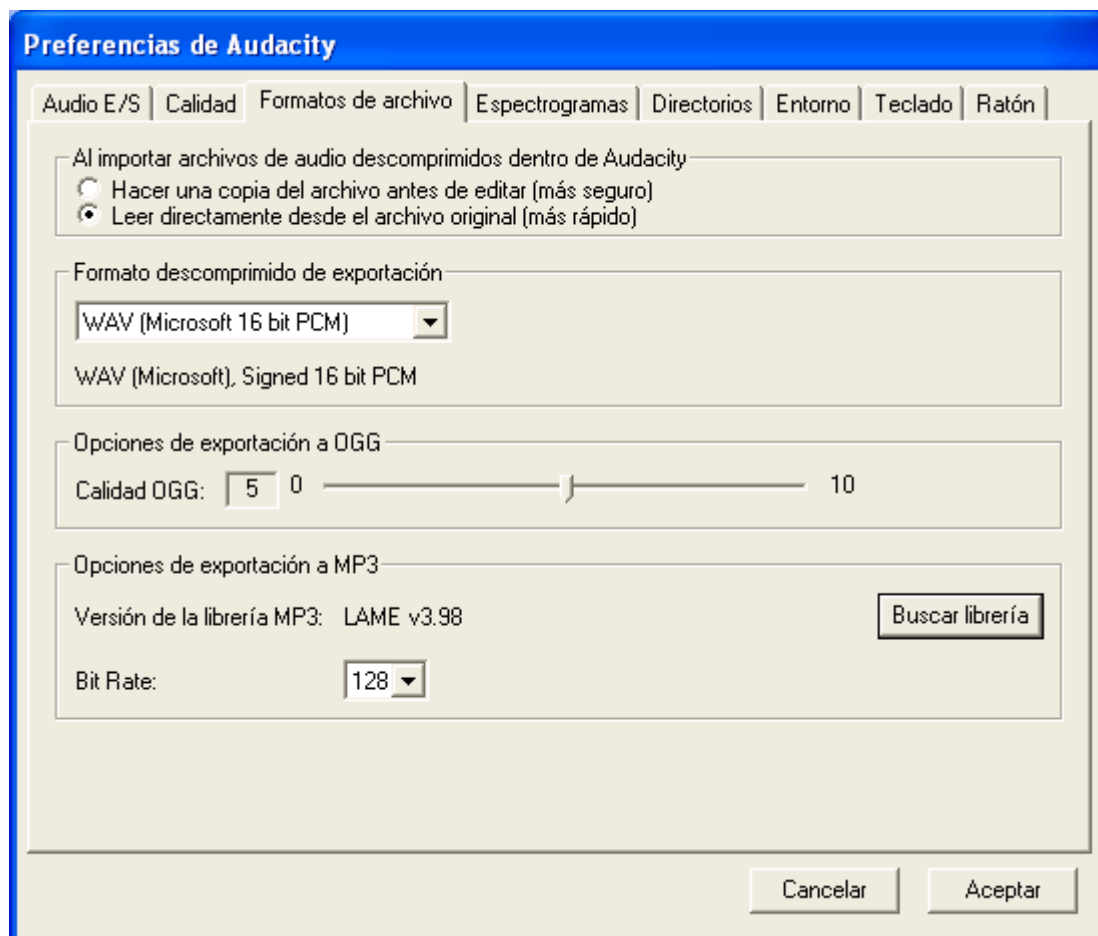 Preferencias de Audacity
Audio E/S Calidad Formatos de archivo Espectrogramas Directorios Entorno Teclado Ratón
Al importar archivos de audio descomprimidos dentro de Audacity
Hacer una copia del archivo antes de editar (más seguro)
Leer directamente desde el archivo original (más rápido)
Formato descomprimido de exportación
WAV (Microsoft 16 bit PCM)
WAV (Microsoft), Signed 16 bit PCM
Opciones de exportación a OGG
Calidad OGG: 5 0 10
Opciones de exportación a MP3
Versión de la librería MP3: LAME v3.98 Buscar librería
Bit Rate: 128
Cancelar Aceptar